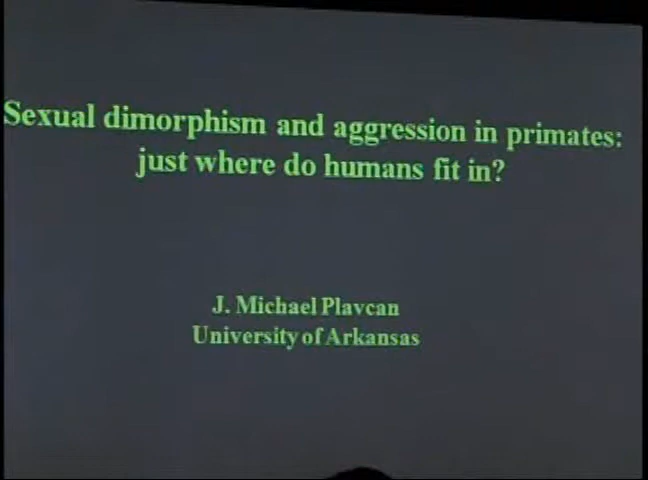 Sexual dimorphism and aggression in primates:
just where do humans fit in?
J. Michael Plavcan
University of Arkansas